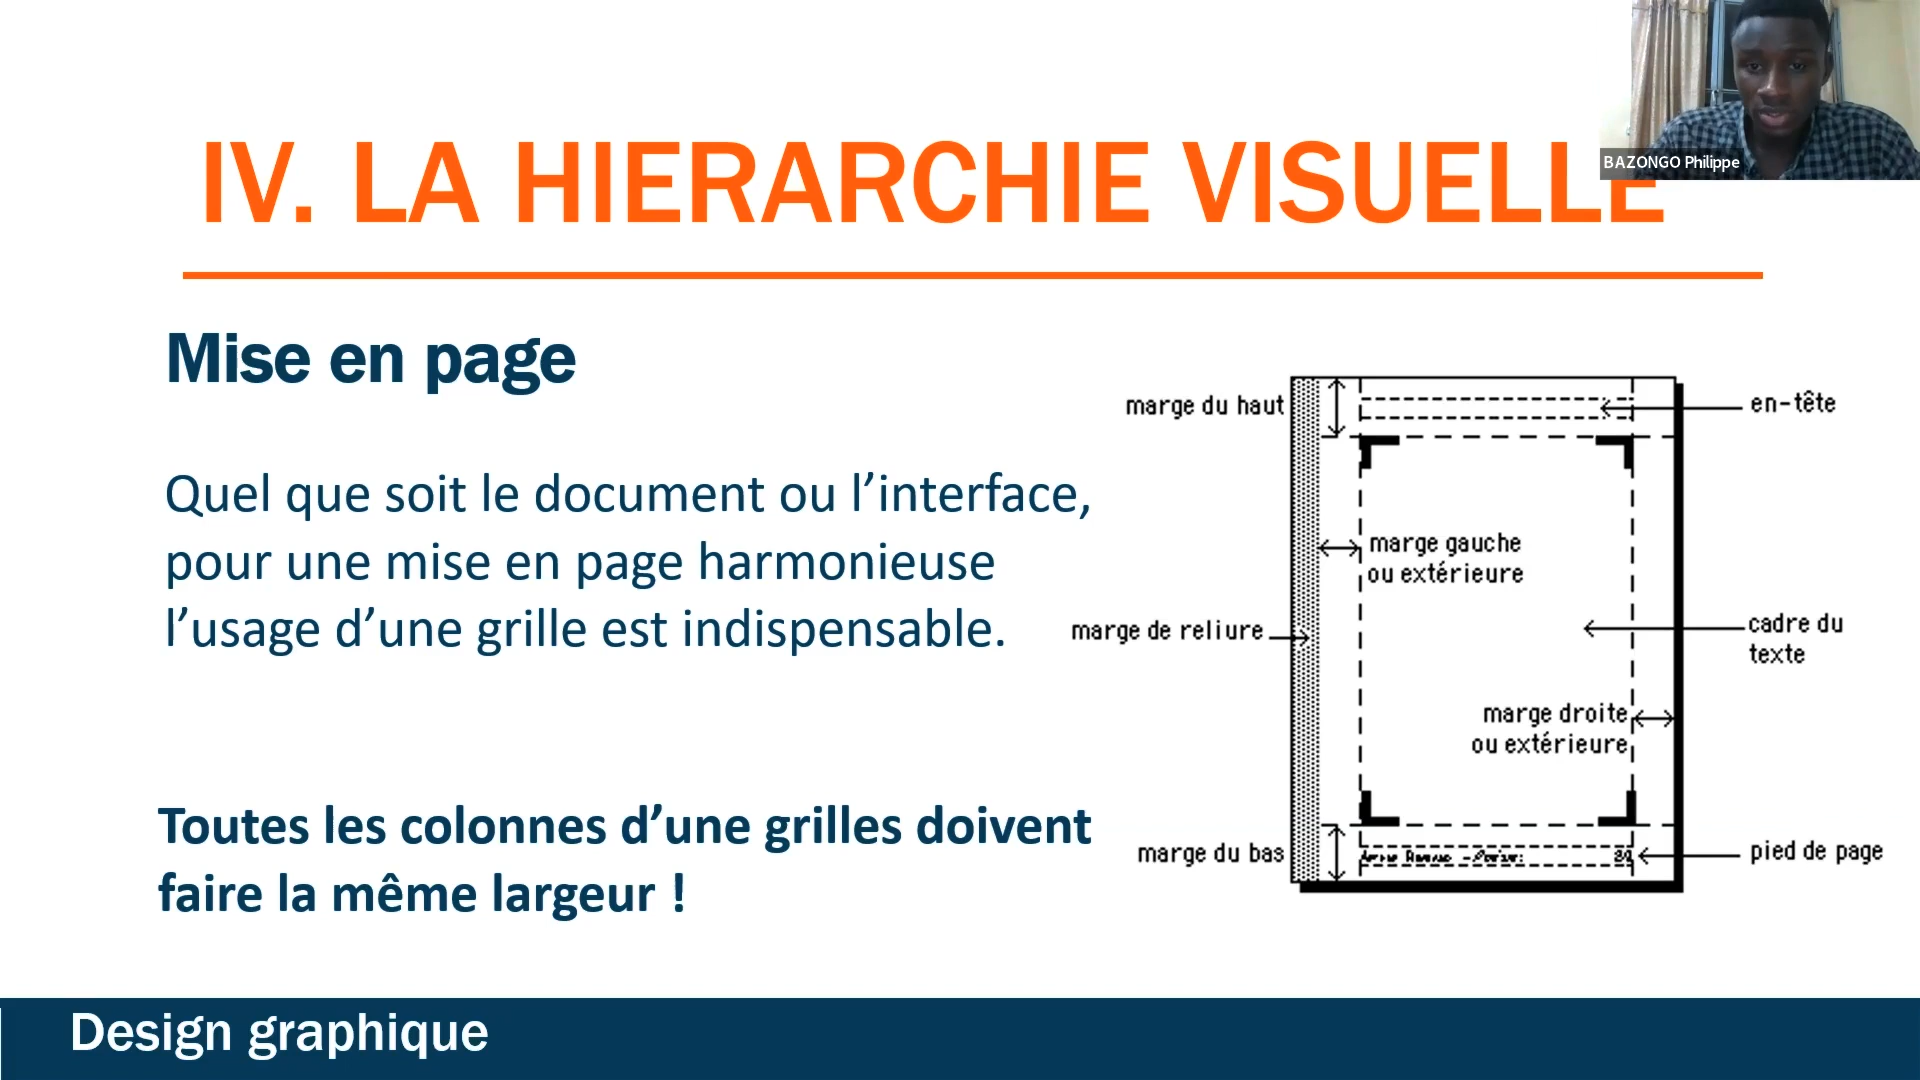 BAZONGO Philippe
IV. LA HIERARCHIE VISUELLE
Mise en page
Quel que soit le document ou l’interface,
pour une mise en page harmonieuse
l’usage d’une grille est indispensable.
Toutes les colonnes d’une grilles doivent
faire la même largeur !
marge du haut
en-tête
marge gauche
ou extérieure
marge de reliure
cadre du
texte
marge droite
ou extérieure
marge du bas
pied de page
Design graphique